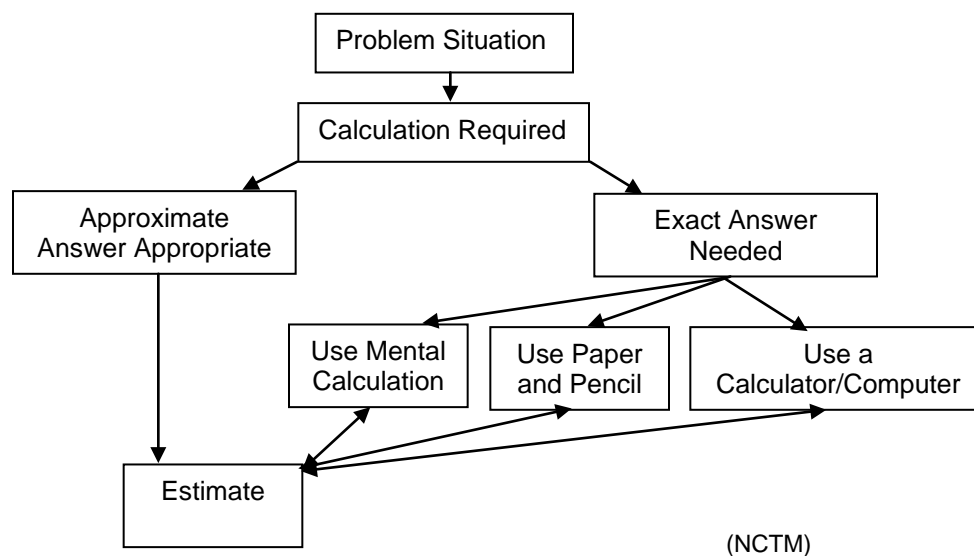 Problem Situation
Calculation Required
Approximate
Answer Appropriate
Exact Answer
Needed
Use Mental
Calculation
Use Paper
and Pencil
Use a
Calculator/Computer
Estimate
(NCTM)